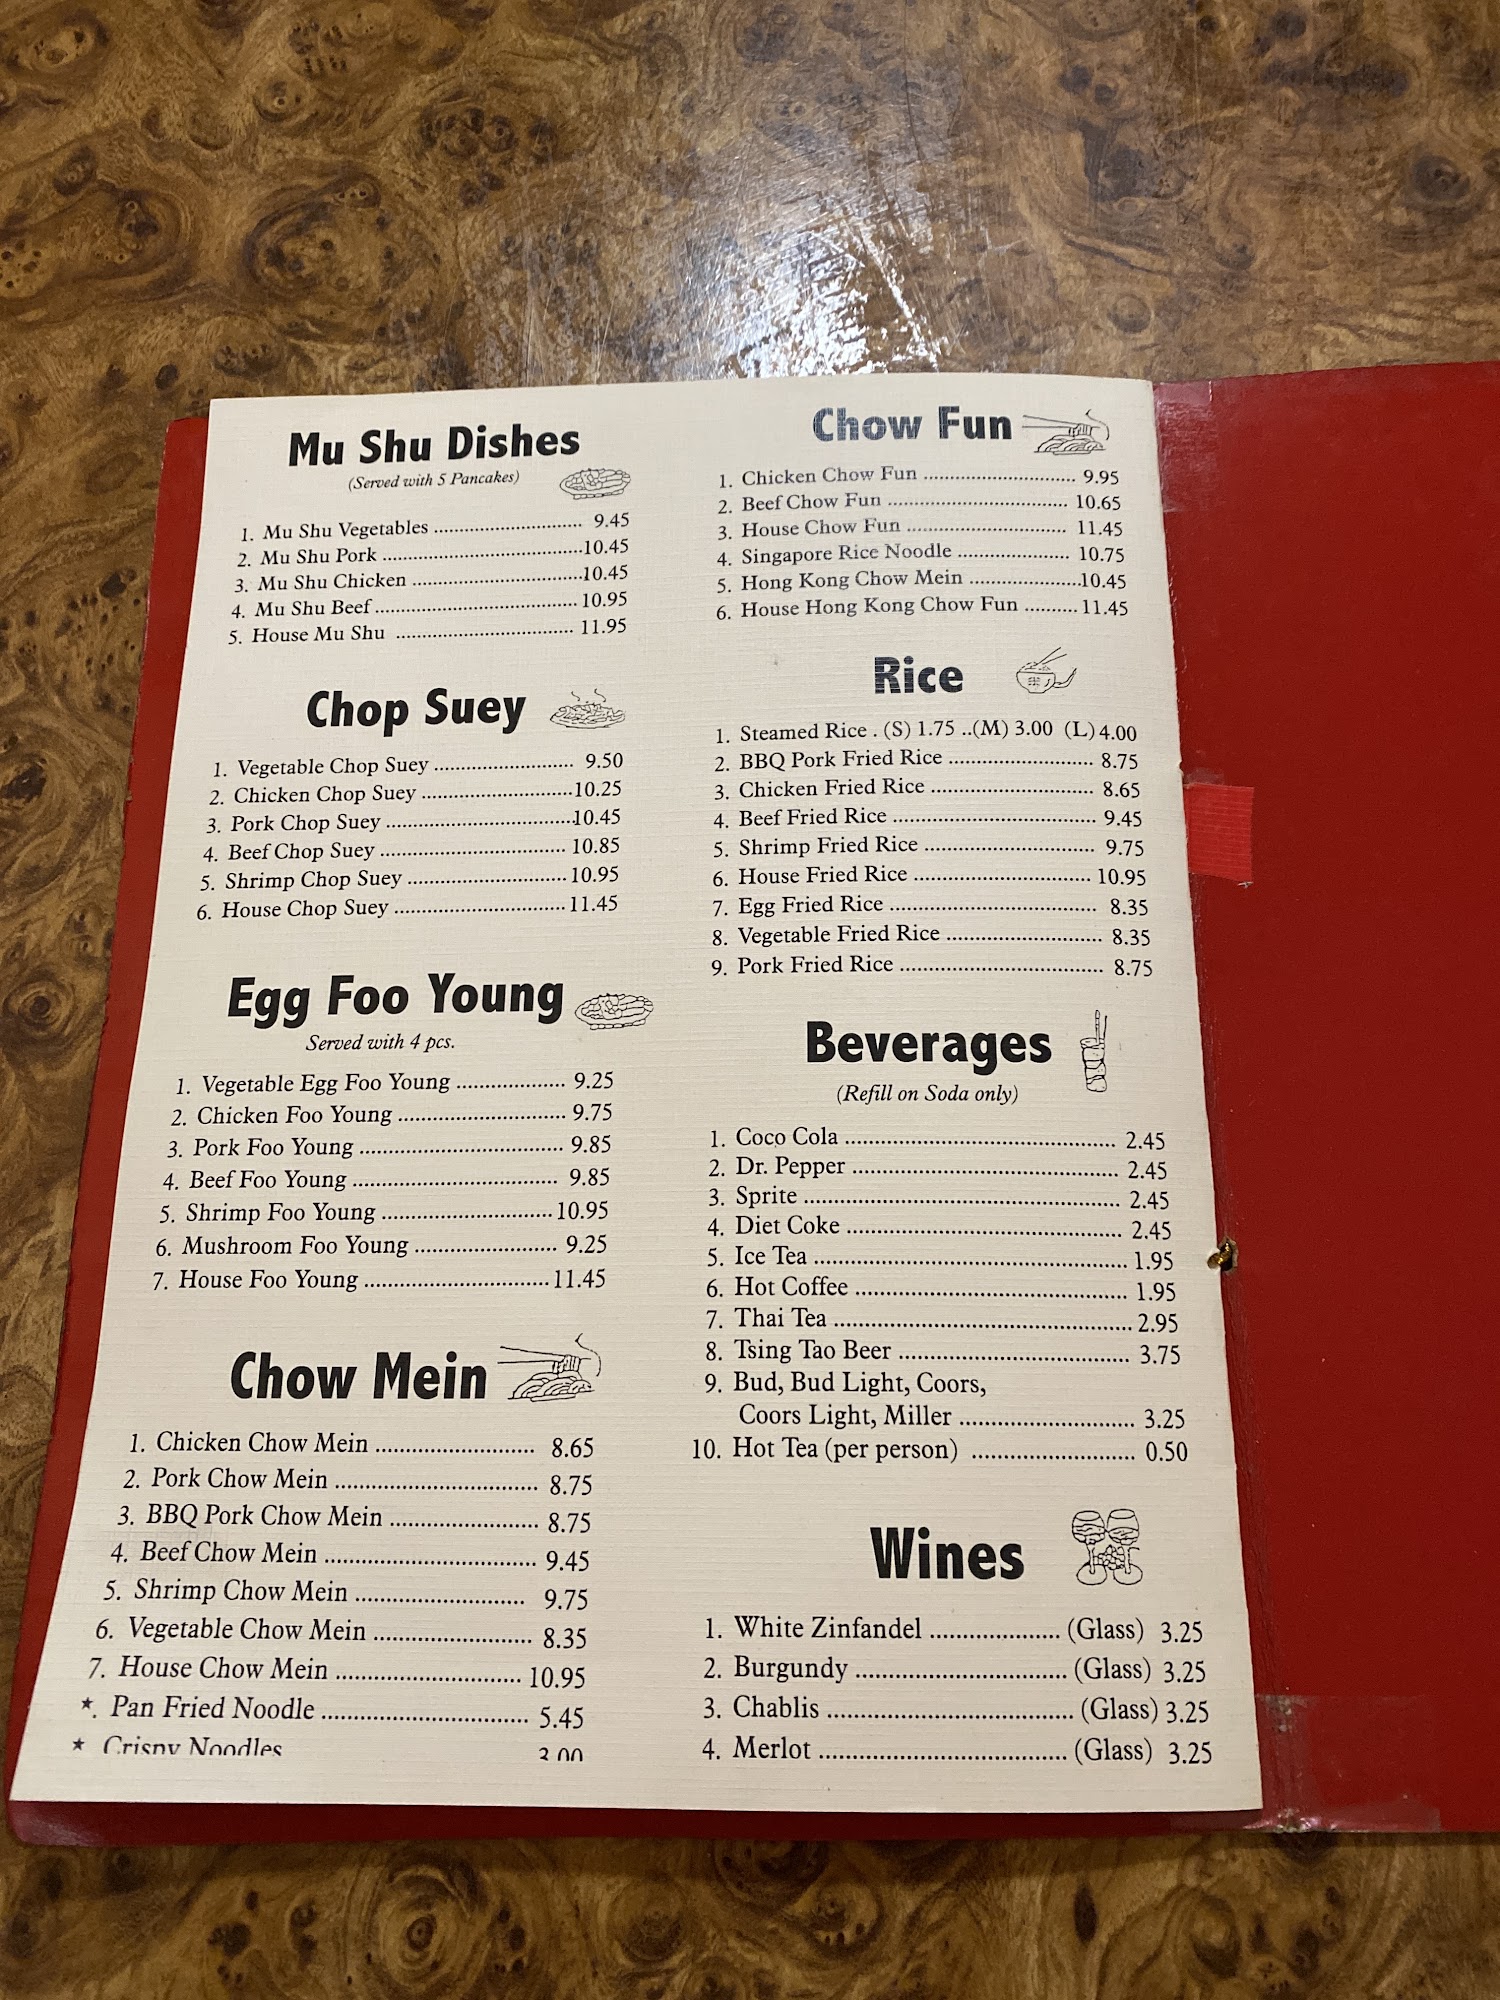 Mu Shu Dishes
(Served with 5 Pancakes)
1. Mu Shu Vegetables ............................ 9.45
2. Mu Shu Pork ............................ 10.45
3. Mu Shu Chicken ............................ 10.45
4. Mu Shu Beef ............................ 10.95
5. House Mu Shu ............................ 11.95
Chop Suey
1. Vegetable Chop Suey ............................ 9.50
2. Chicken Chop Suey ............................ 10.25
3. Pork Chop Suey ............................ 10.45
4. Beef Chop Suey ............................ 10.85
5. Shrimp Chop Suey ............................ 10.95
6. House Chop Suey ............................ 11.45
Egg Foo Young
Served with 4 pcs.
1. Vegetable Egg Foo Young ................... 9.25
2. Chicken Foo Young ............................ 9.75
3. Pork Foo Young ............................ 9.85
4. Beef Foo Young ............................ 9.85
5. Shrimp Foo Young ............................ 10.95
6. Mushroom Foo Young ........................ 9.25
7. House Foo Young ............................ 11.45
Chow Mein
1. Chicken Chow Mein ............................ 8.65
2. Pork Chow Mein ............................ 8.75
3. BBQ Pork Chow Mein ........................ 8.75
4. Beef Chow Mein ............................ 9.45
5. Shrimp Chow Mein ............................ 9.75
6. Vegetable Chow Mein ........................ 8.35
7. House Chow Mein ............................ 10.95
*. Pan Fried Noodle ............................ 5.45
* Crispy Noodles 3.00
Chow Fun
1. Chicken Chow Fun ............................ 9.95
2. Beef Chow Fun ............................ 10.65
3. House Chow Fun ............................ 11.45
4. Singapore Rice Noodle ................... 10.75
5. Hong Kong Chow Mein ................... 10.45
6. House Hong Kong Chow Fun .......... 11.45
Rice
1. Steamed Rice . (S) 1.75 ..(M) 3.00 (L) 4.00
2. BBQ Pork Fried Rice ........................ 8.75
3. Chicken Fried Rice ............................ 8.65
4. Beef Fried Rice ............................ 9.45
5. Shrimp Fried Rice ............................ 9.75
6. House Fried Rice ............................ 10.95
7. Egg Fried Rice ............................ 8.35
8. Vegetable Fried Rice ........................ 8.35
9. Pork Fried Rice ............................ 8.75
Beverages
(Refill on Soda only)
1. Coco Cola ............................ 2.45
2. Dr. Pepper ............................ 2.45
3. Sprite ............................ 2.45
4. Diet Coke ............................ 2.45
5. Ice Tea ............................ 1.95
6. Hot Coffee ............................ 1.95
7. Thai Tea ............................ 2.95
8. Tsing Tao Beer ............................ 3.75
9. Bud, Bud Light, Coors,
Coors Light, Miller ............................ 3.25
10. Hot Tea (per person) ........................ 0.50
Wines
1. White Zinfandel ................... (Glass) 3.25
2. Burgundy ............................ (Glass) 3.25
3. Chablis ............................ (Glass) 3.25
4. Merlot ............................ (Glass) 3.25